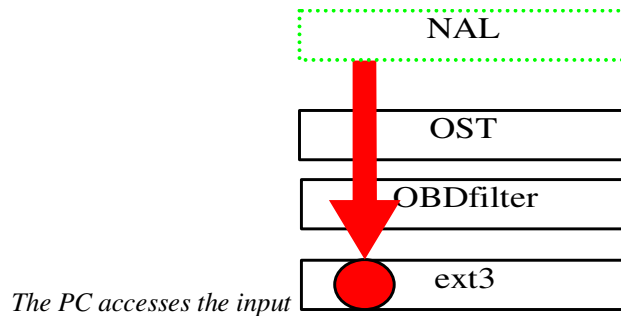 NAL
OST
OBDfilter
ext3
The PC accesses the input